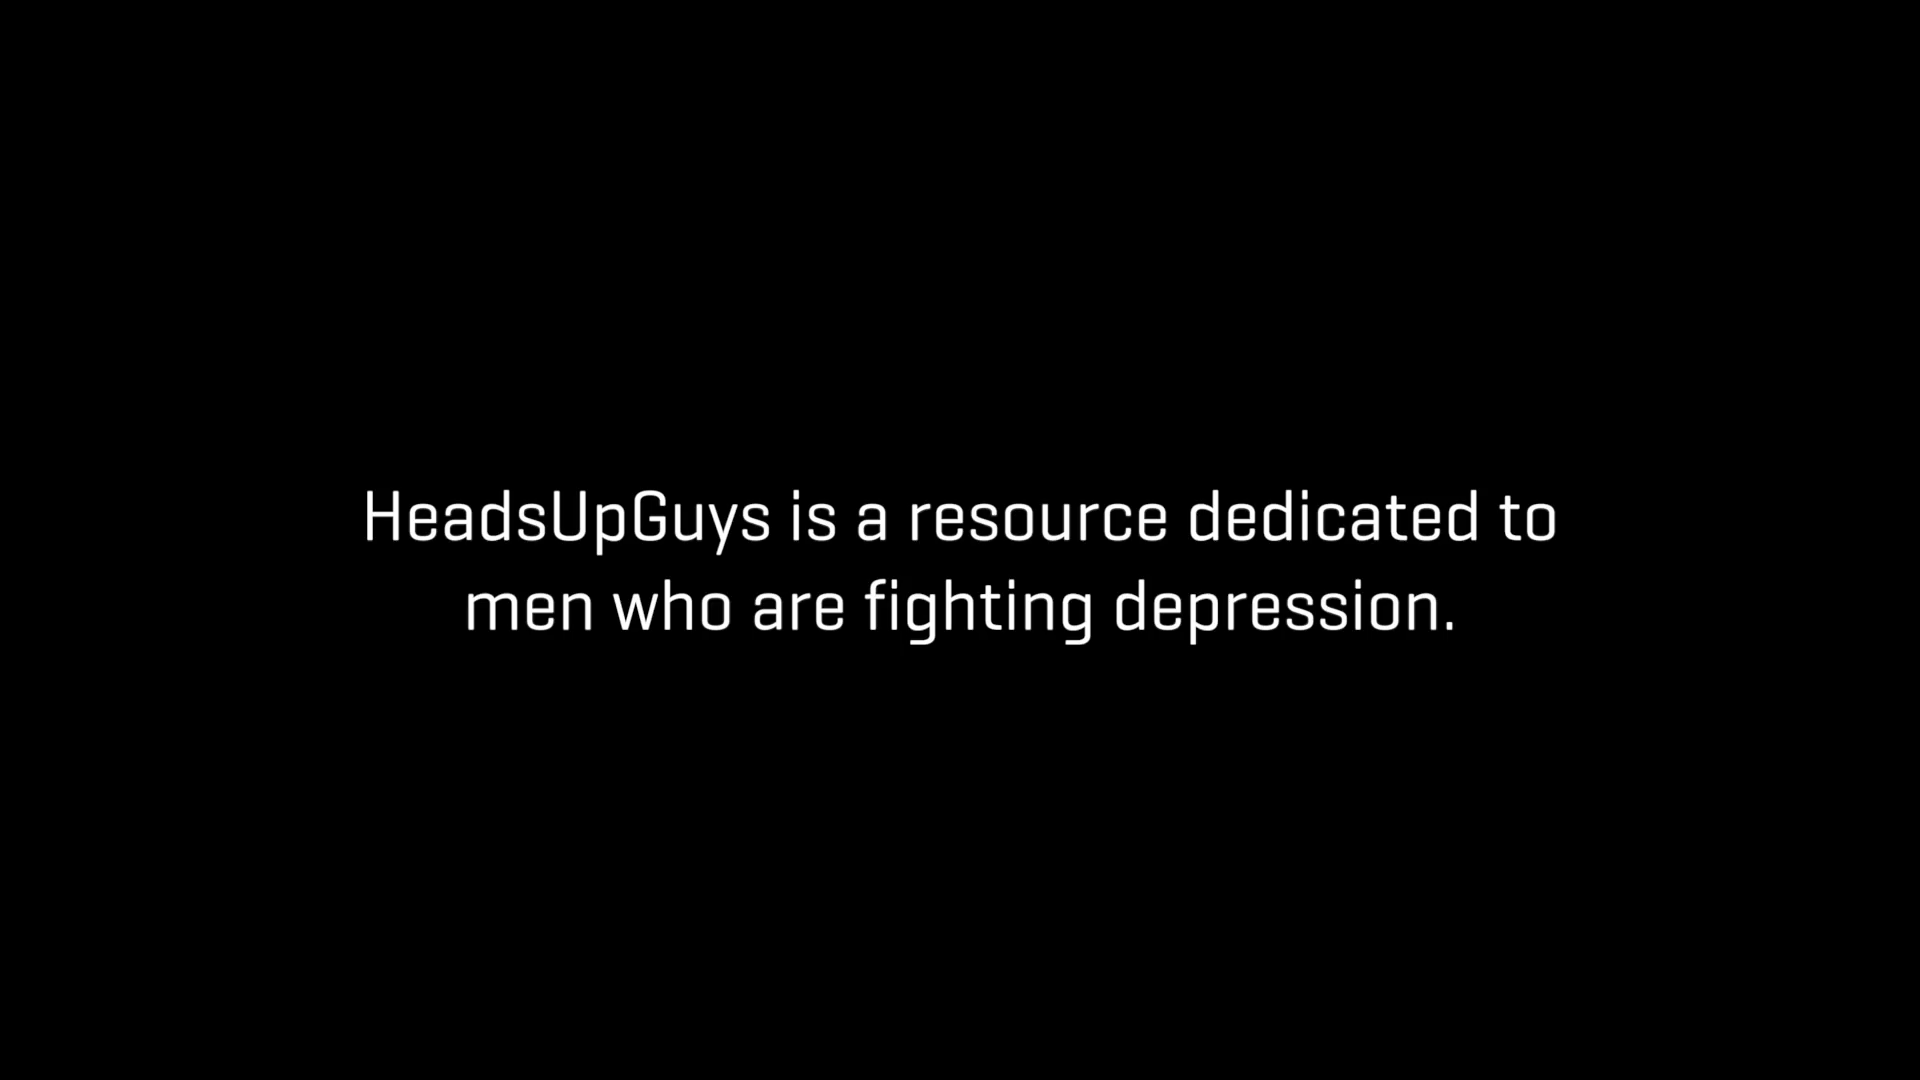 HeadsUpGuys is a resource dedicated to
men who are fighting depression.